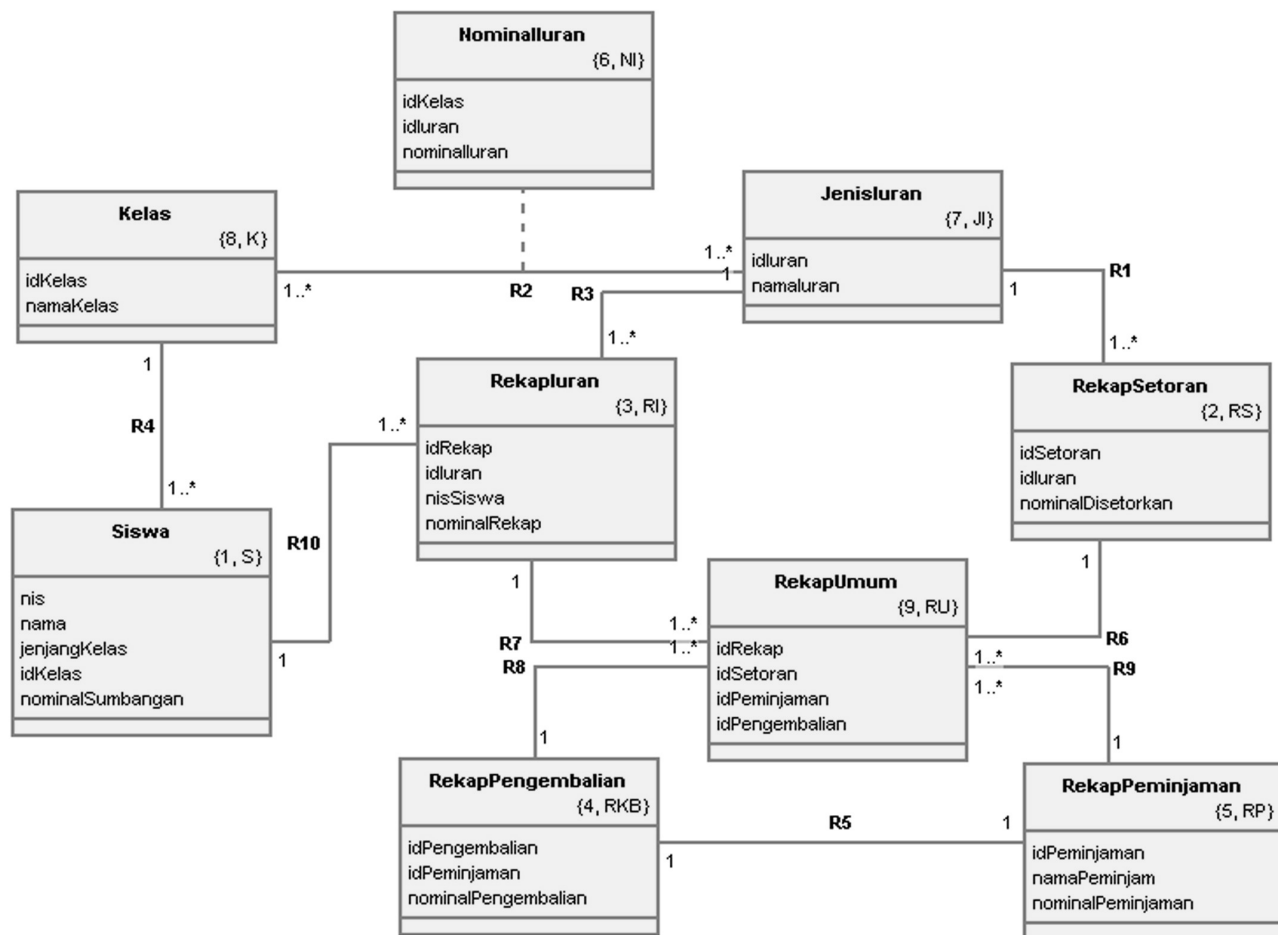 NominalIuran
{6, NI}
idKelas
idIuran
nominalIuran
Kelas
{8, K}
idKelas
namaKelas
JenisIuran
{7, JI}
idIuran
namaIuran
1..*
R2
1..*
1
R3
1..*
1
R1
1..*
1
R4
1..*
RekapIuran
{3, RI}
idRekap
idIuran
nisSiswa
nominalRekap
1..*
R10
1
RekapSetoran
{2, RS}
idSetoran
idIuran
nominalDisetorkan
Siswa
{1, S}
nis
nama
jenjangKelas
idKelas
nominalSumbangan
RekapUmum
{9, RU}
idRekap
idSetoran
idPeminjaman
idPengembalian
1
R7
1..*
1..*
R8
1
1
R6
1..*
1..*
R9
1
RekapPengembalian
{4, RKB}
idPengembalian
idPeminjaman
nominalPengembalian
1
R5
1
RekapPeminjaman
{5, RP}
idPeminjaman
namaPeminjam
nominalPeminjaman